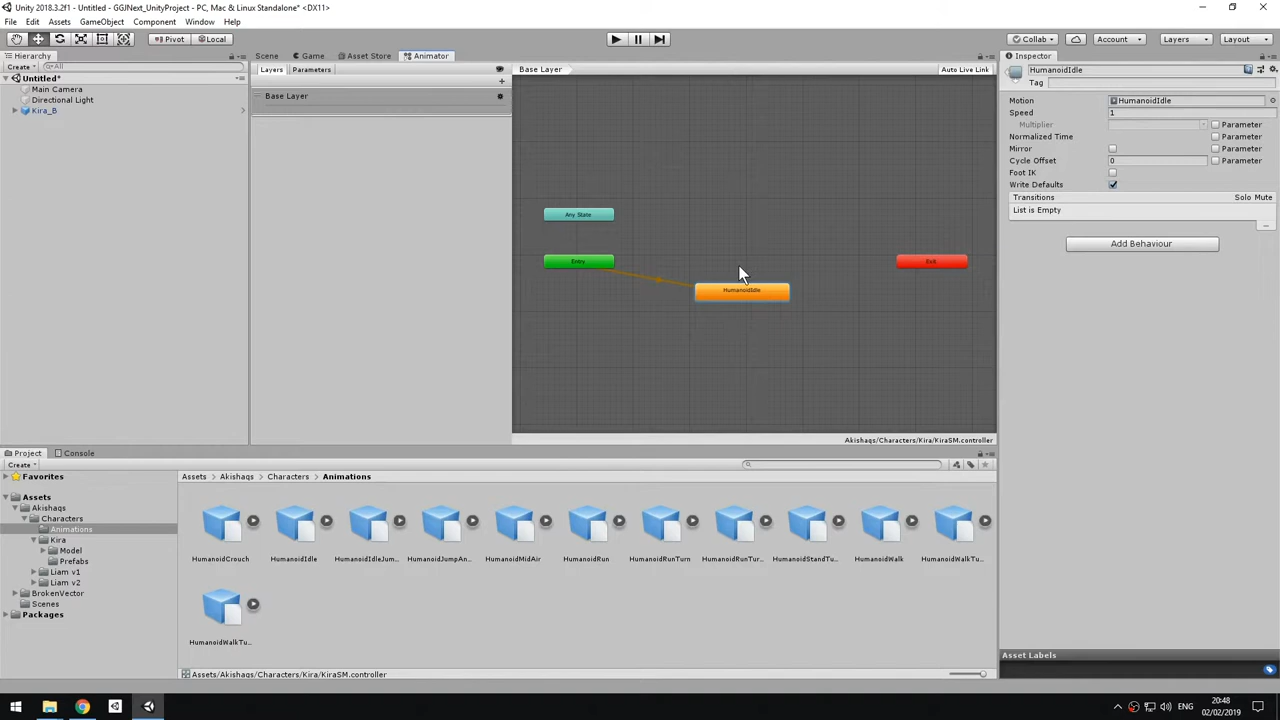 Unity 2018.3.2f1 - Untitled - GGJNext_UnityProject - PC, Mac & Linux Standalone* <DX11>
File Edit Assets GameObject Component Window Help
Pivot Local Collab Account Layers Layout
Hierarchy Scene Game Asset Store Animator Inspector
Create All Layers Parameters Base Layer Auto Live Link HumanoidIdle
Untitled* Tag
Main Camera Base Layer
Directional Light Motion HumanoidIdle
Kira_B Speed 1
Multiplier Parameter
Normalized Time Parameter
Mirror Parameter
Cycle Offset 0 Parameter
Foot IK
Write Defaults
Transitions Solo Mute
List is Empty
Any State
Add Behaviour
Entry Exit
HumanoidIdle
Akishaqs/Characters/Kira/KiraSM.controller
Project Console
Create
Favorites Assets Akishaqs Characters Animations
Assets
Akishaqs
Characters
Animations
Kira
Model
Prefabs
Liam v1
Liam v2
BrokenVector
Scenes
Packages
HumanoidCrouch HumanoidIdle HumanoidIdleJum... HumanoidJumpAn... HumanoidMidAir HumanoidRun HumanoidRunTurn HumanoidRunTur... HumanoidStandTu... HumanoidWalk HumanoidWalkTu...
HumanoidWalkTu...
Asset Labels
Assets/Akishaqs/Characters/Kira/KiraSM.controller
ENG 20:48
02/02/2019